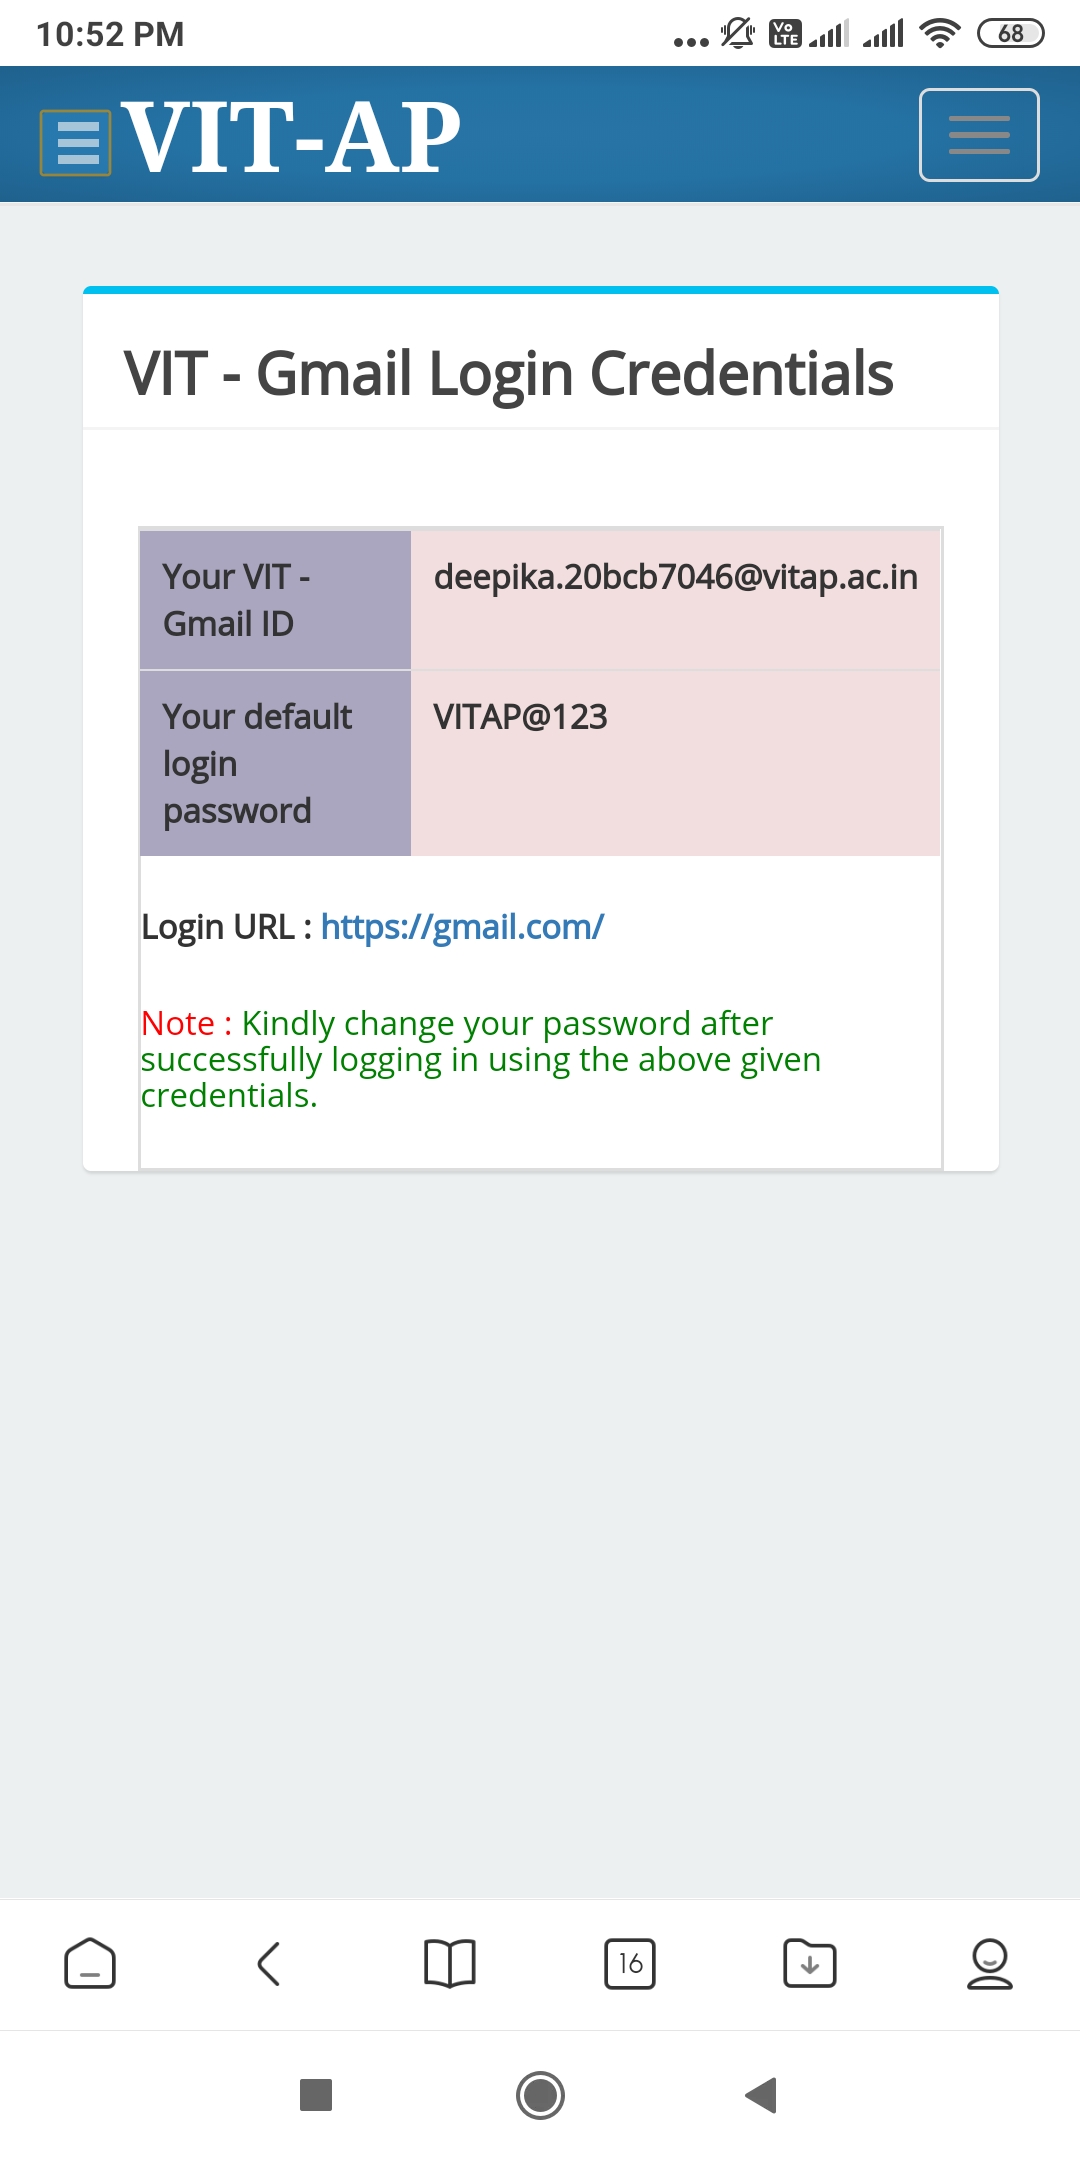 10:52 PM
Vo
LTE
68
VIT-AP
VIT - Gmail Login Credentials
Your VIT -
Gmail ID
deepika.20bcb7046@vitap.ac.in
Your default
login
password
VITAP@123
Login URL : https://gmail.com/
Note : Kindly change your password after
successfully logging in using the above given
credentials.
16